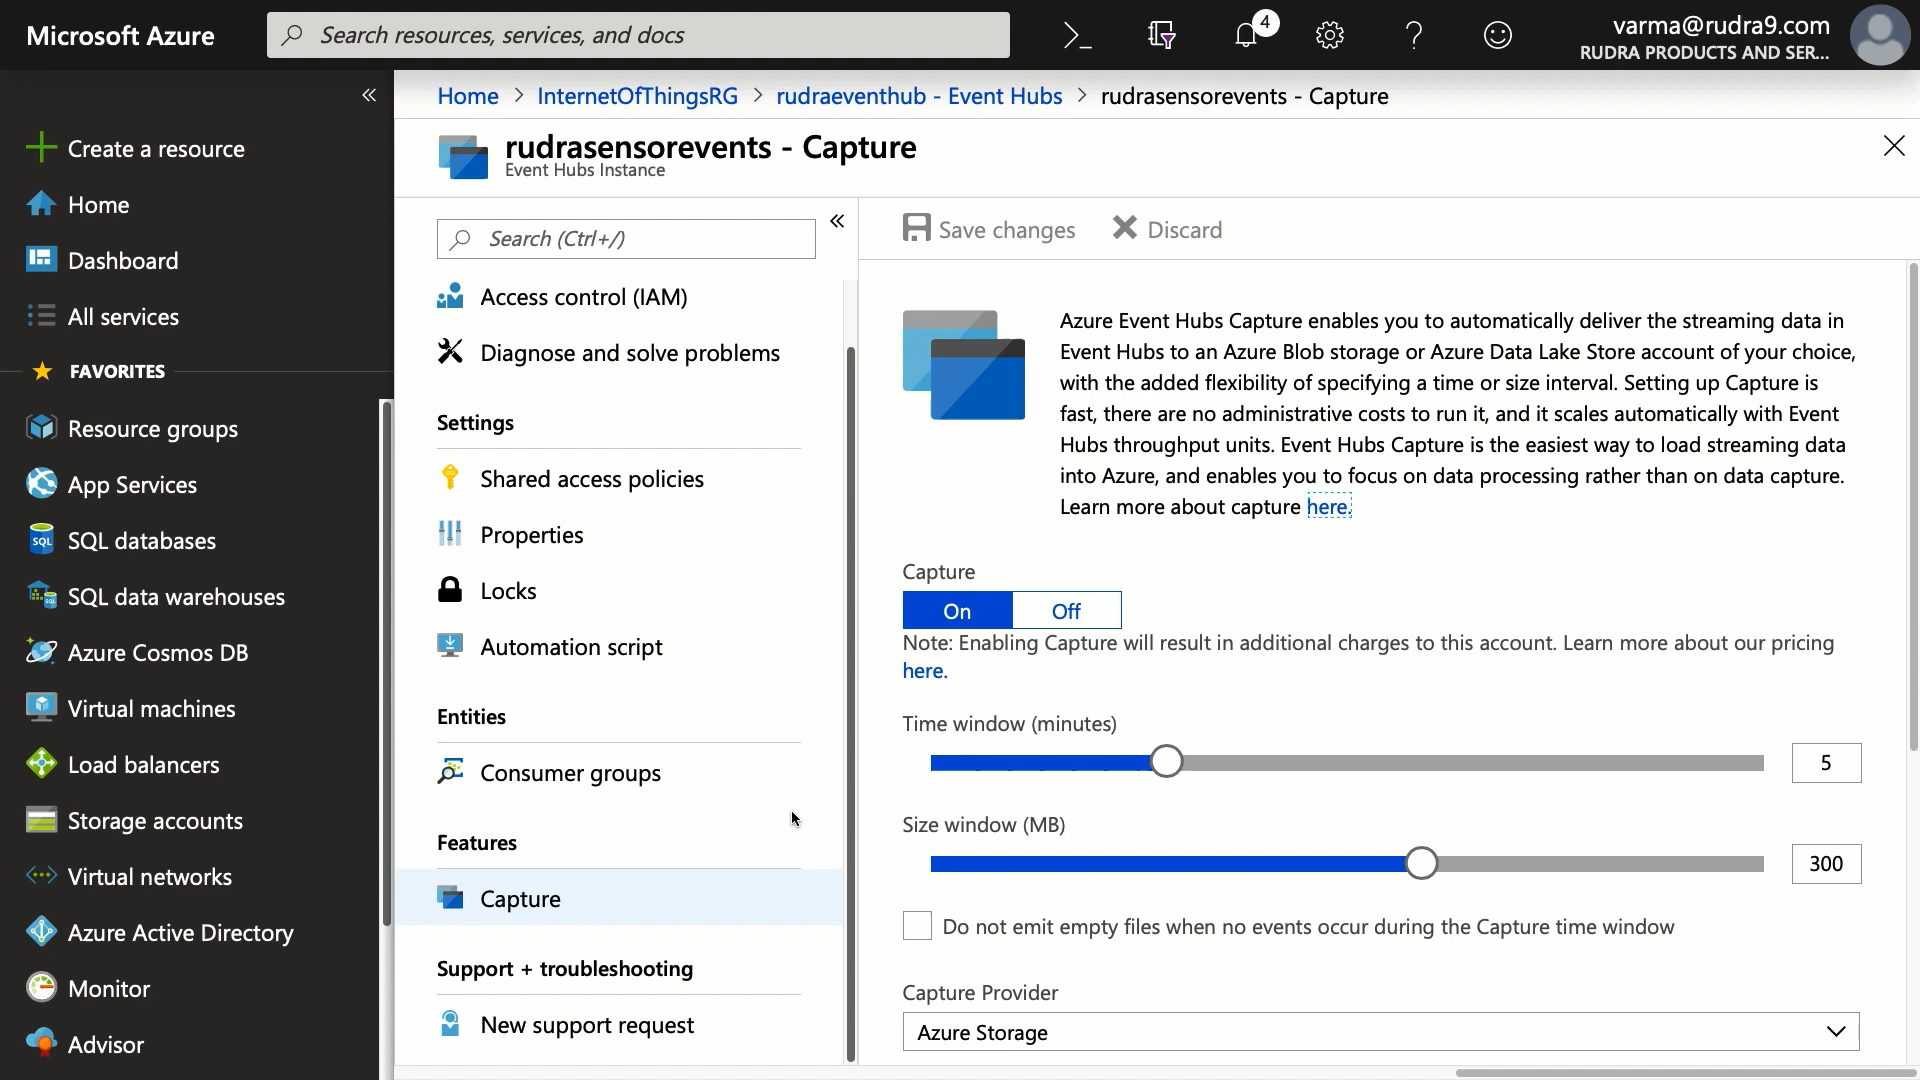 Microsoft Azure
Search resources, services, and docs
4
varma@rudra9.com
RUDRA PRODUCTS AND SER...
Create a resource
Home
Dashboard
All services
FAVORITES
Resource groups
App Services
SQL databases
SQL data warehouses
Azure Cosmos DB
Virtual machines
Load balancers
Storage accounts
Virtual networks
Azure Active Directory
Monitor
Advisor
Home > InternetOfThingsRG > rudraeventhub - Event Hubs > rudrasensorevents - Capture
rudrasensorevents - Capture
Event Hubs Instance
Search (Ctrl+/)
Access control (IAM)
Diagnose and solve problems
Settings
Shared access policies
Properties
Locks
Automation script
Entities
Consumer groups
Features
Capture
Support + troubleshooting
New support request
Save changes
Discard
Azure Event Hubs Capture enables you to automatically deliver the streaming data in
Event Hubs to an Azure Blob storage or Azure Data Lake Store account of your choice,
with the added flexibility of specifying a time or size interval. Setting up Capture is
fast, there are no administrative costs to run it, and it scales automatically with Event
Hubs throughput units. Event Hubs Capture is the easiest way to load streaming data
into Azure, and enables you to focus on data processing rather than on data capture.
Learn more about capture here.
Capture
On
Off
Note: Enabling Capture will result in additional charges to this account. Learn more about our pricing
here.
Time window (minutes)
5
Size window (MB)
300
Do not emit empty files when no events occur during the Capture time window
Capture Provider
Azure Storage